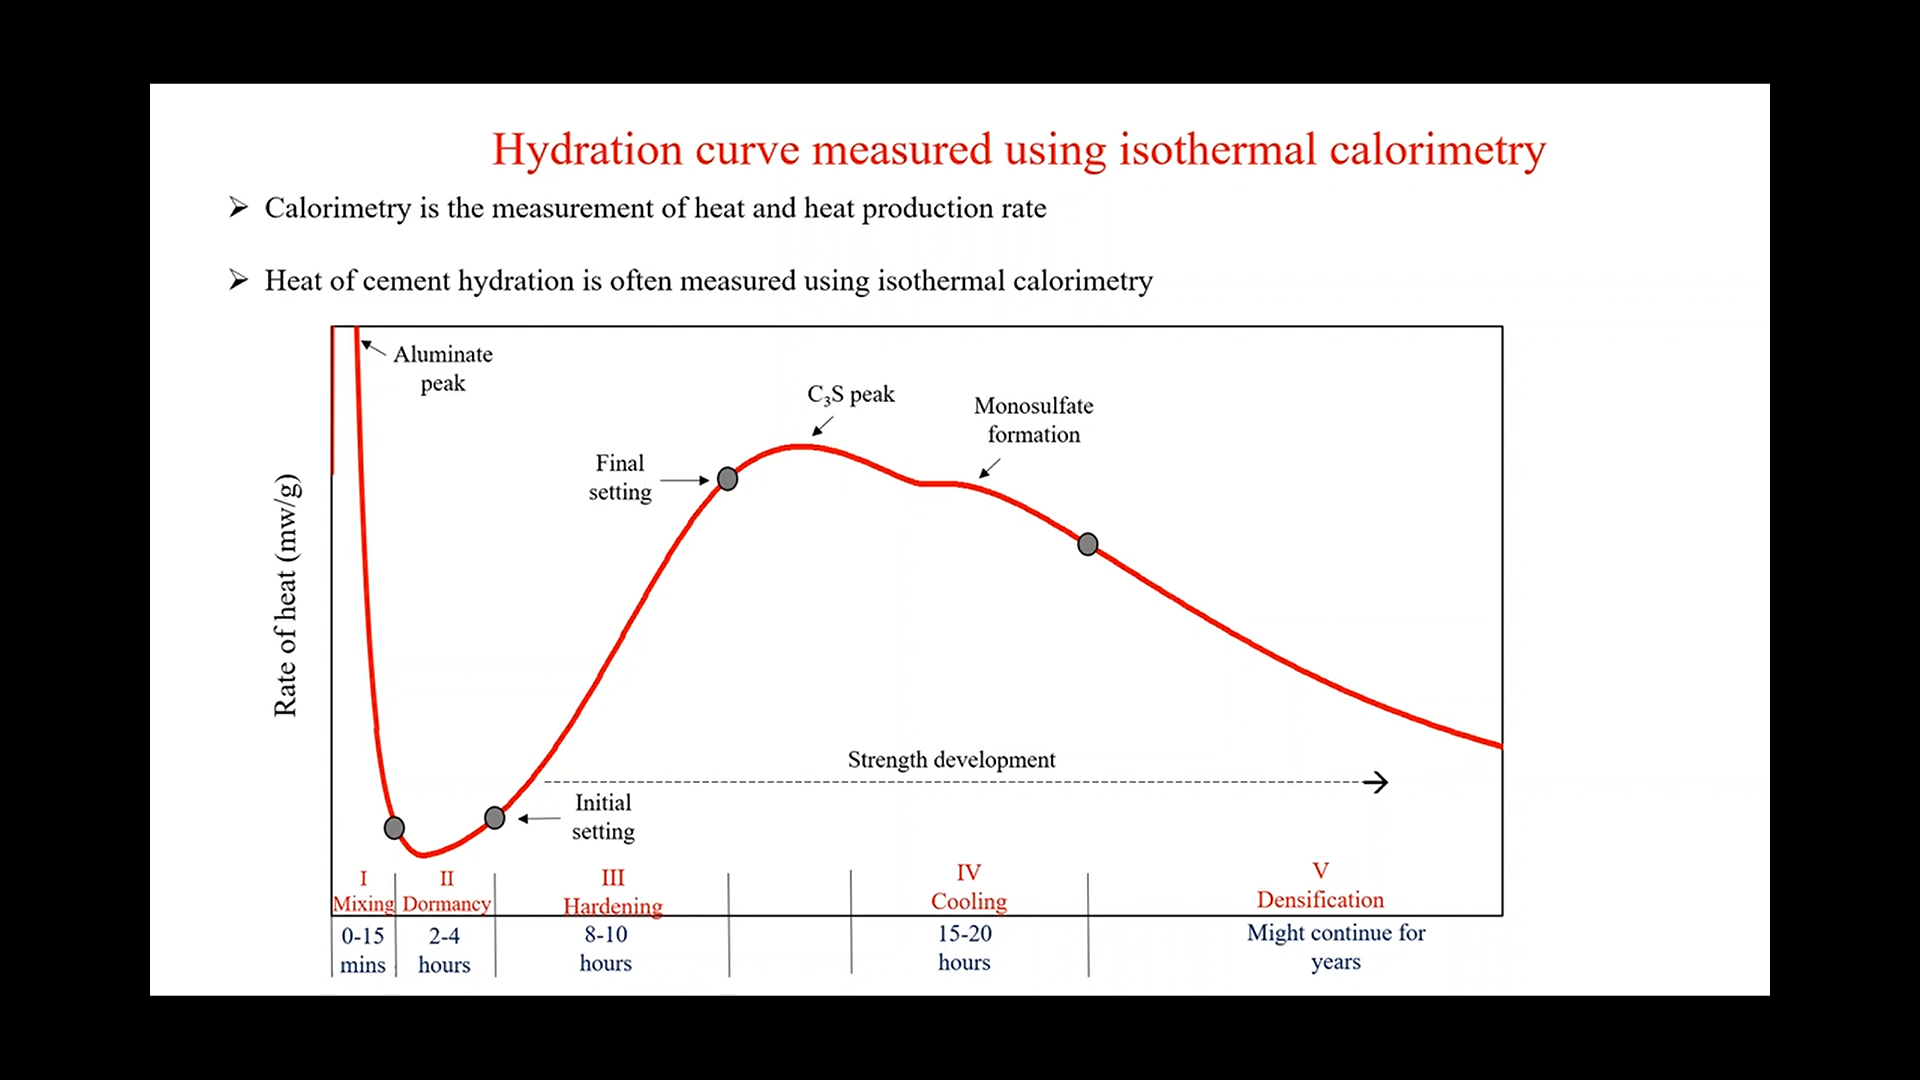 Hydration curve measured using isothermal calorimetry
➢ Calorimetry is the measurement of heat and heat production rate
➢ Heat of cement hydration is often measured using isothermal calorimetry
Aluminate
peak
C₃S peak
Monosulfate
formation
Final
setting
Rate of heat (mw/g)
Strength development
Initial
setting
I
Mixing
II
Dormancy
III
Hardening
IV
Cooling
V
Densification
0-15
mins
2-4
hours
8-10
hours
15-20
hours
Might continue for
years